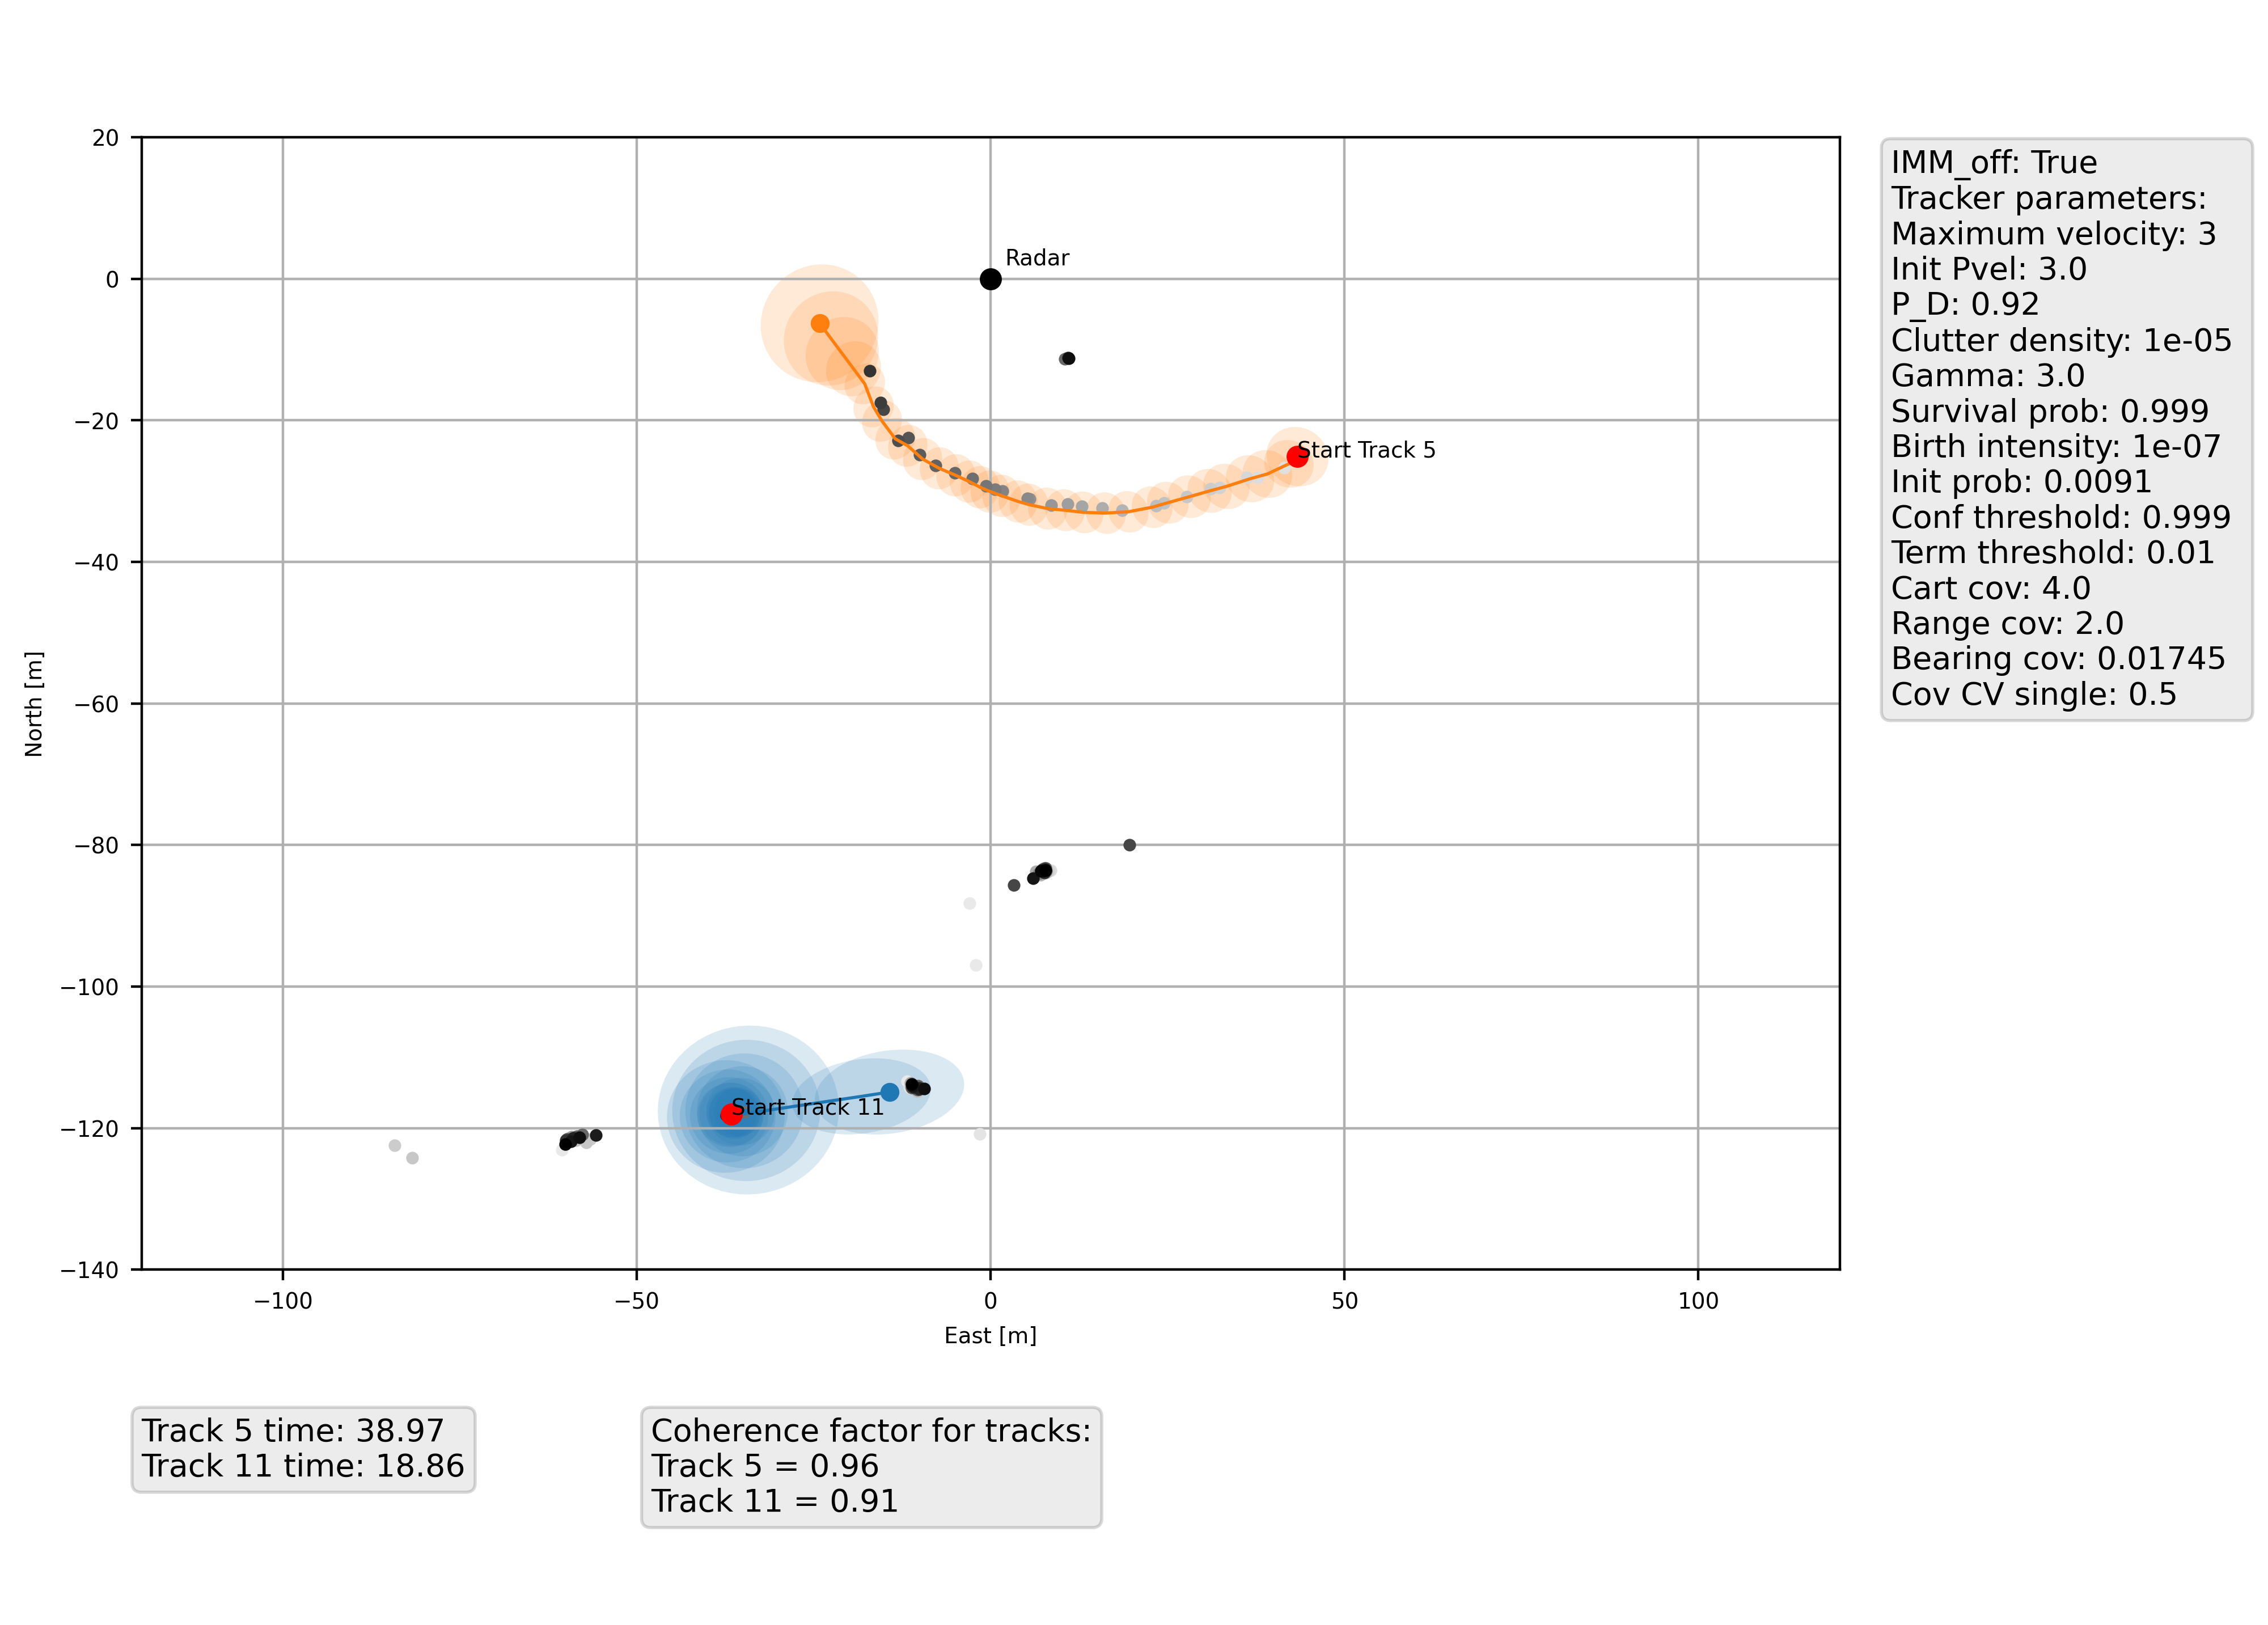 20
0
−20
−40
−60
−80
−100
−120
−140
North [m]
Radar
Start Track 5
Start Track 11
−100
−50
0
50
100
East [m]
IMM_off: True
Tracker parameters:
Maximum velocity: 3
Init Pvel: 3.0
P_D: 0.92
Clutter density: 1e-05
Gamma: 3.0
Survival prob: 0.999
Birth intensity: 1e-07
Init prob: 0.0091
Conf threshold: 0.999
Term threshold: 0.01
Cart cov: 4.0
Range cov: 2.0
Bearing cov: 0.01745
Cov CV single: 0.5
Track 5 time: 38.97
Track 11 time: 18.86
Coherence factor for tracks:
Track 5 = 0.96
Track 11 = 0.91